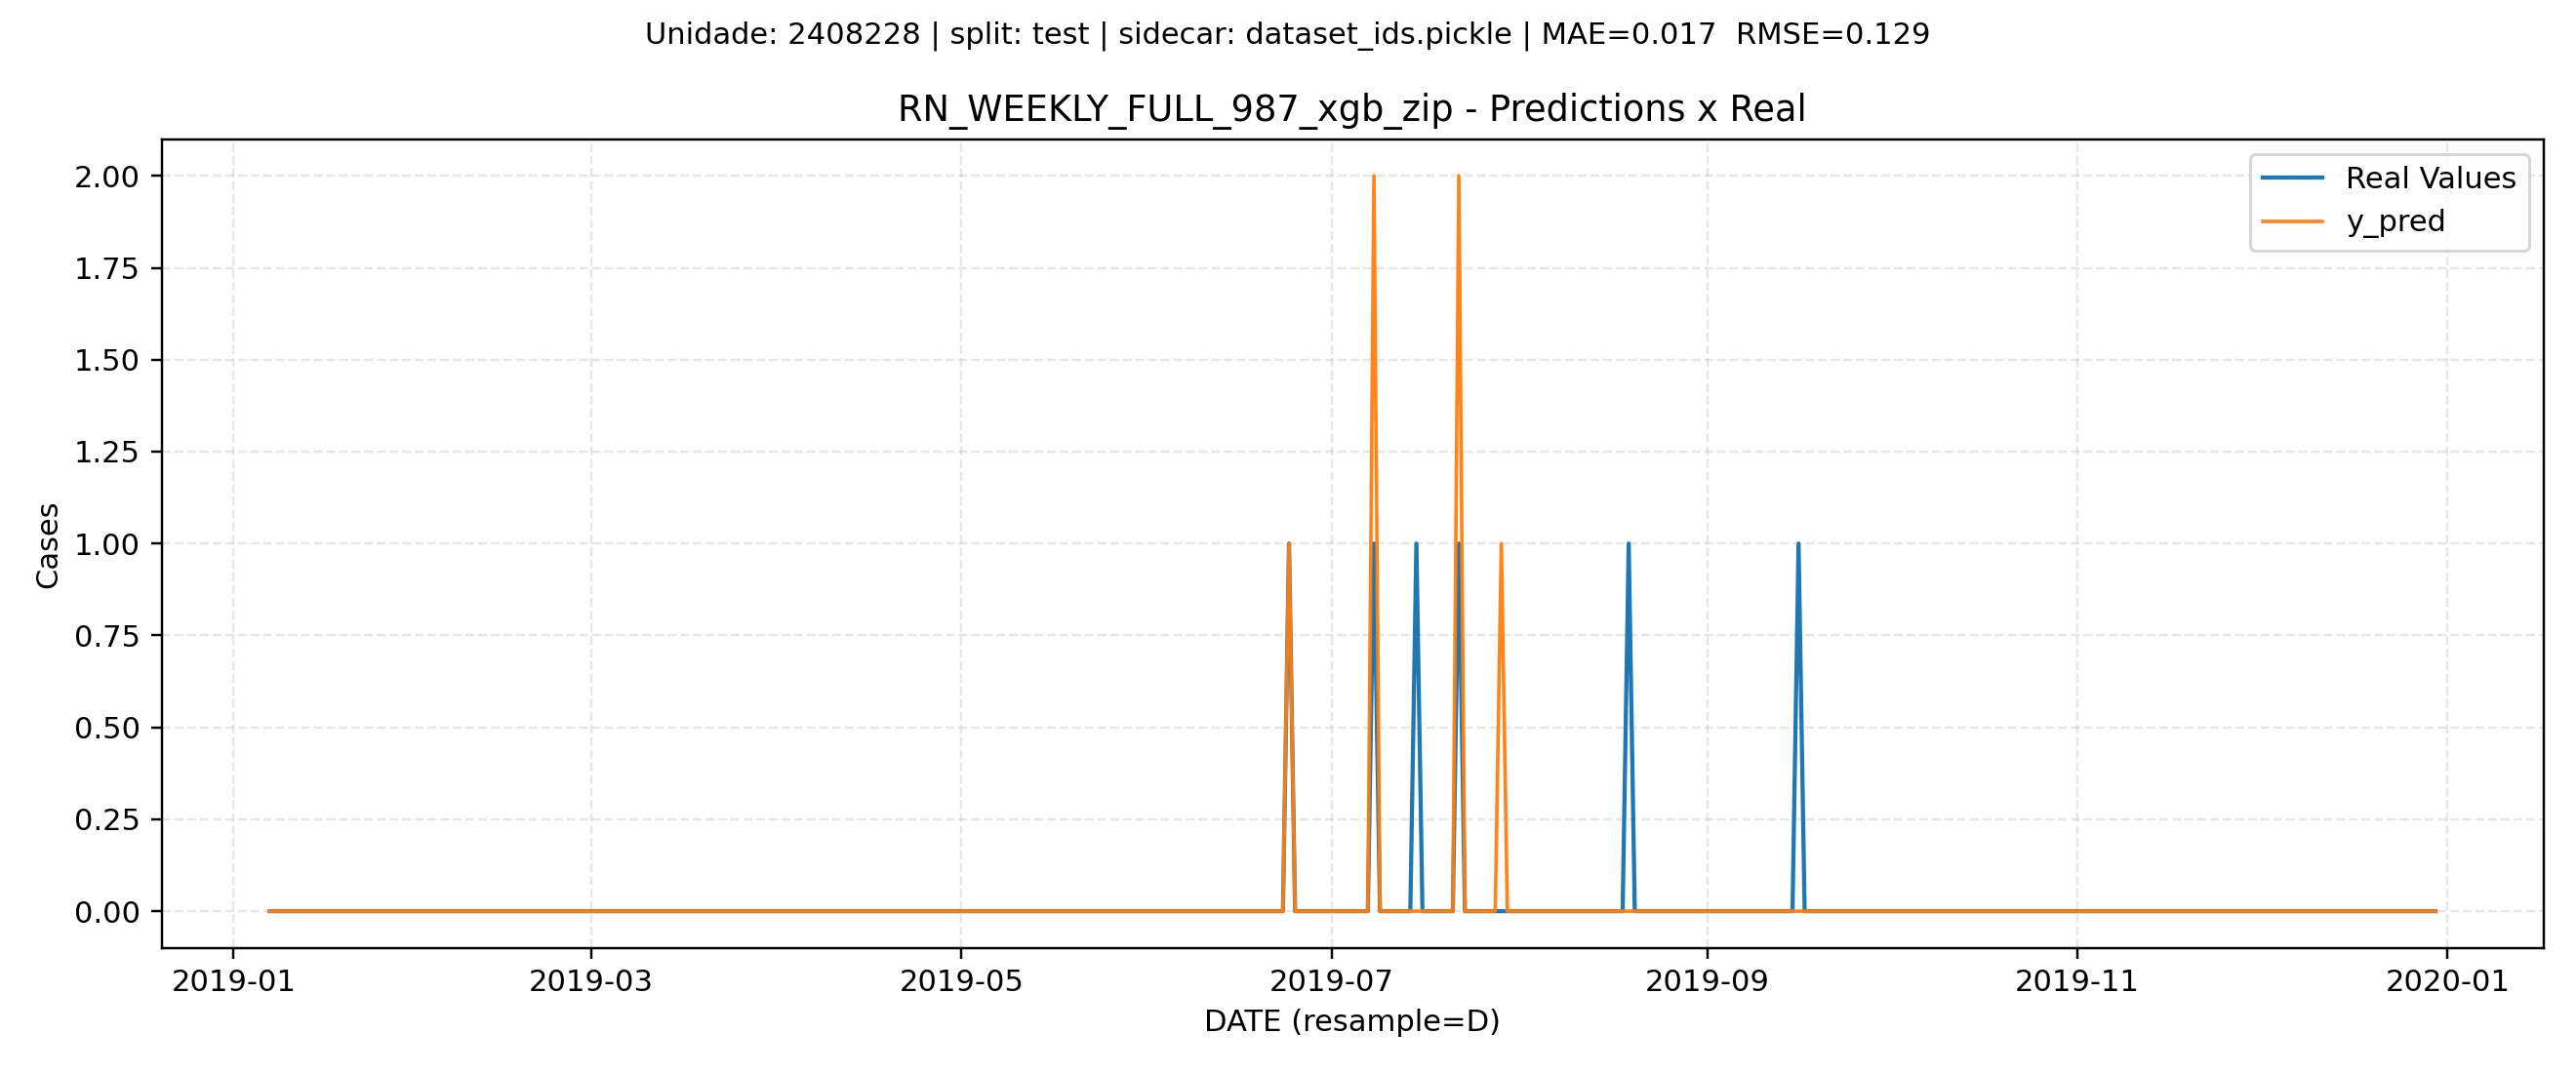 Unidade: 2408228 | split: test | sidecar: dataset_ids.pickle | MAE=0.017  RMSE=0.129
RN_WEEKLY_FULL_987_xgb_zip - Predictions x Real
Real Values
y_pred
2.00
1.75
1.50
1.25
1.00
0.75
0.50
0.25
0.00
Cases
2019-01 2019-03 2019-05 2019-07 2019-09 2019-11 2020-01
DATE (resample=D)